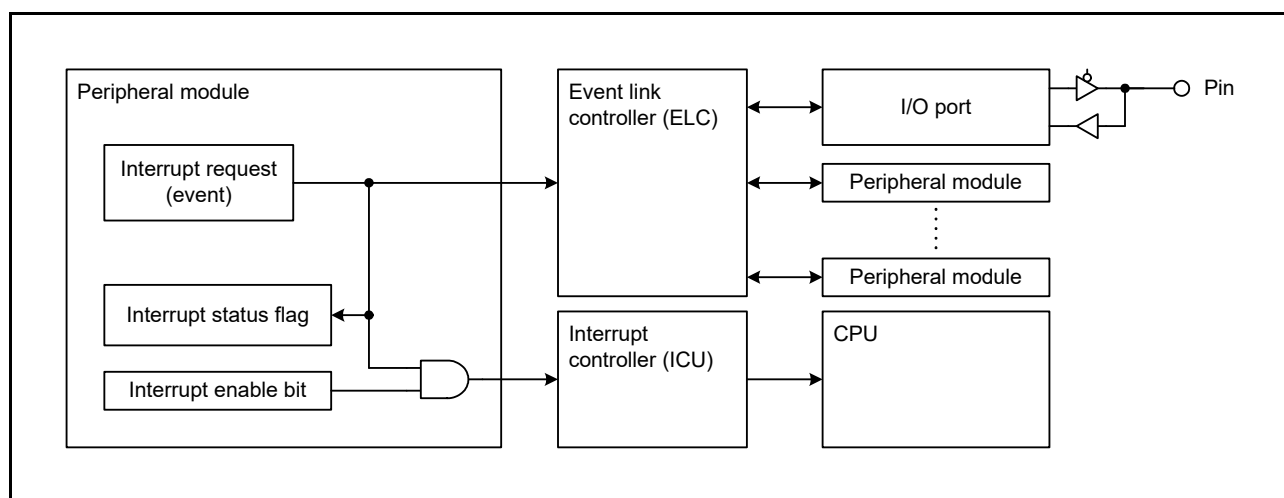 Peripheral module
Interrupt request
(event)
Interrupt status flag
Interrupt enable bit
Event link
controller (ELC)
Interrupt
controller (ICU)
I/O port
Pin
Peripheral module
Peripheral module
CPU